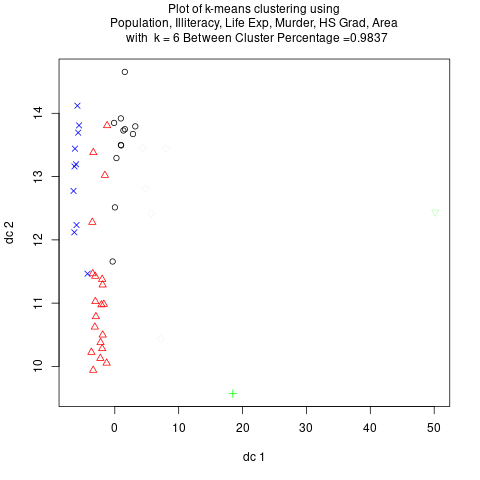 Plot of k-means clustering using
Population, Illiteracy, Life Exp, Murder, HS Grad, Area
with k = 6 Between Cluster Percentage =0.9837
14
13
12
11
10
dc 2
0 10 20 30 40 50
dc 1